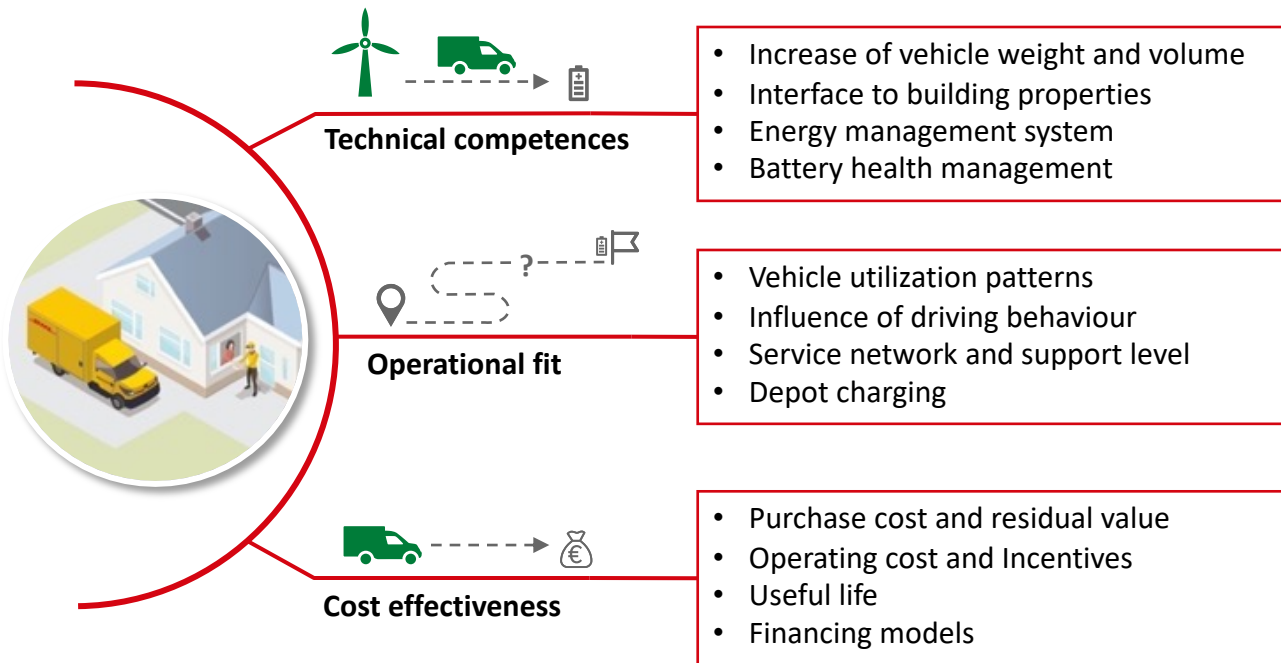 Technical competences
• Increase of vehicle weight and volume
• Interface to building properties
• Energy management system
• Battery health management
?
Operational fit
• Vehicle utilization patterns
• Influence of driving behaviour
• Service network and support level
• Depot charging
€
Cost effectiveness
• Purchase cost and residual value
• Operating cost and Incentives
• Useful life
• Financing models